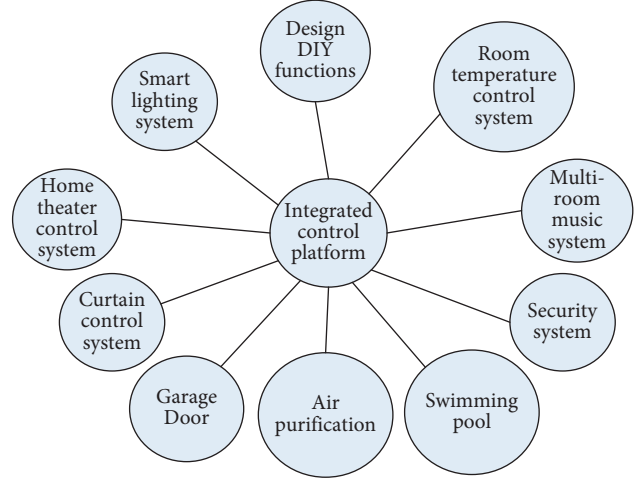 Design
DIY
functions
Room
temperature
control
system
Smart
lighting
system
Home
theater
control
system
Integrated
control
platform
Multi-
room
music
system
Curtain
control
system
Security
system
Garage
Door
Air
purification
Swimming
pool